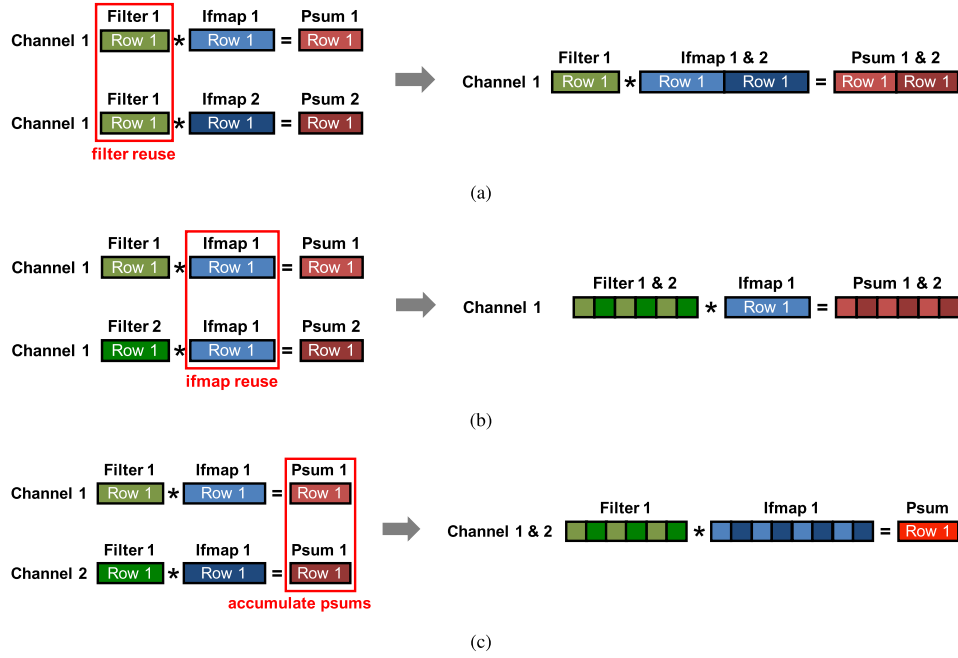 Filter 1 Ifmap 1 Psum 1
Channel 1 Row 1 * Row 1 = Row 1
Filter 1 Ifmap 2 Psum 2
Channel 1 Row 1 * Row 1 = Row 1
filter reuse
Filter 1 Ifmap 1 & 2 Psum 1 & 2
Channel 1 Row 1 * Row 1 Row 1 = Row 1 Row 1
(a)
Filter 1 Ifmap 1 Psum 1
Channel 1 Row 1 * Row 1 = Row 1
Filter 2 Ifmap 1 Psum 2
Channel 1 Row 1 * Row 1 = Row 1
ifmap reuse
Filter 1 & 2 Ifmap 1 Psum 1 & 2
Channel 1 * Row 1 =
(b)
Filter 1 Ifmap 1 Psum 1
Channel 1 Row 1 * Row 1 = Row 1
Filter 1 Ifmap 1 Psum 1
Channel 2 Row 1 * Row 1 = Row 1
accumulate psums
Filter 1 Ifmap 1 Psum
Channel 1 & 2 * = Row 1
(c)